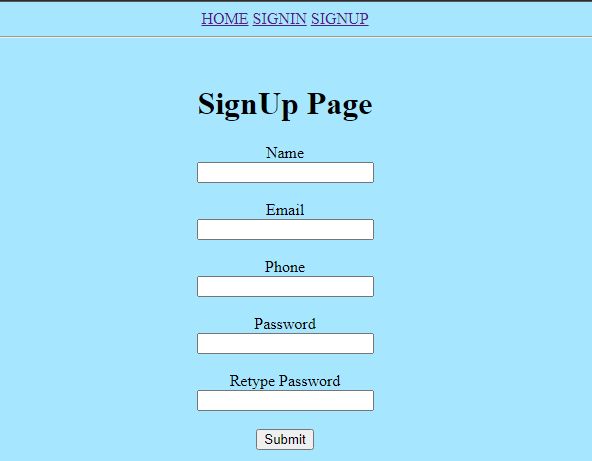 HOME SIGNIN SIGNUP
SignUp Page
Name
Email
Phone
Password
Retype Password
Submit